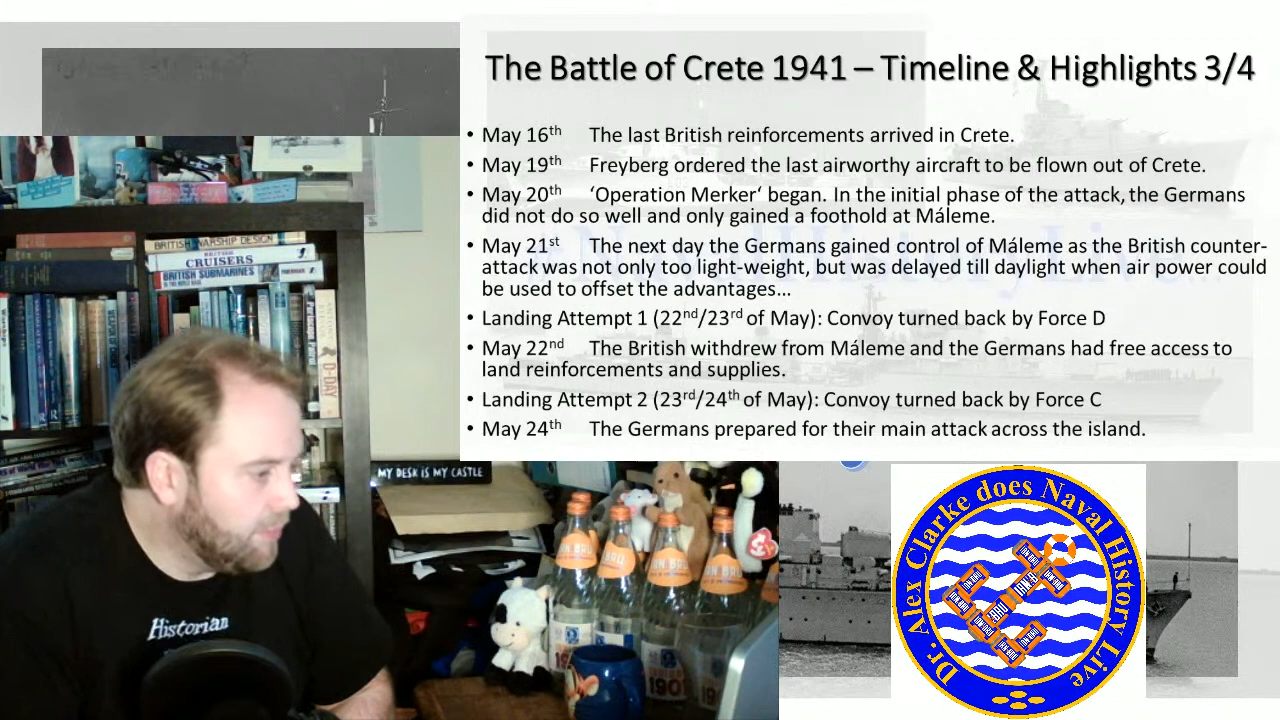 The Battle of Crete 1941 – Timeline & Highlights 3/4
• May 16th The last British reinforcements arrived in Crete.
• May 19th Freyberg ordered the last airworthy aircraft to be flown out of Crete.
• May 20th ‘Operation Merker‘ began. In the initial phase of the attack, the Germans
did not do so well and only gained a foothold at Máleme.
• May 21st The next day the Germans gained control of Máleme as the British counter-
attack was not only too light-weight, but was delayed till daylight when air power could
be used to offset the advantages…
• Landing Attempt 1 (22nd/23rd of May): Convoy turned back by Force D
• May 22nd The British withdrew from Máleme and the Germans had free access to
land reinforcements and supplies.
• Landing Attempt 2 (23rd/24th of May): Convoy turned back by Force C
• May 24th The Germans prepared for their main attack across the island.
BRITISH WARSHIP DESIGN
BRITISH
CRUISERS
BRITISH SUBMARINES
D-DAY
MY DESK IS MY CASTLE
Historian
Dr. Alex Clarke does Naval History Live